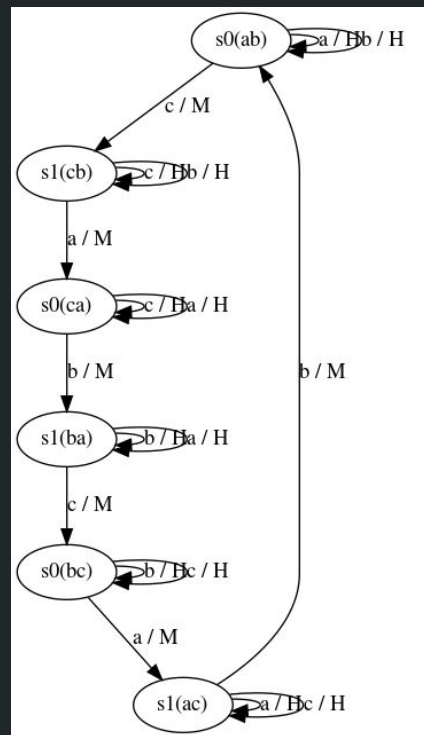 s0(ab)
a / H
b / H
c / M
s1(cb)
c / H
b / H
a / M
s0(ca)
c / H
a / H
b / M
b / M
s1(ba)
b / H
a / H
c / M
s0(bc)
b / H
c / H
a / M
s1(ac)
a / H
c / H